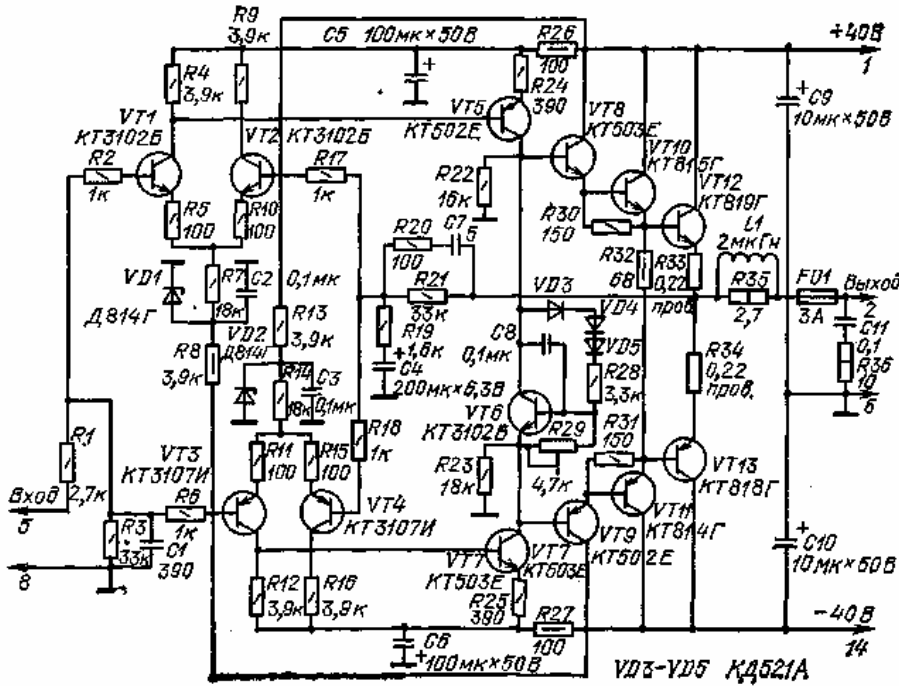 R9
3,9к
C5 100мк×50В
R26
100
+40В
1
R4
3,9к
R24
390
VT1
КТ3102Б
VT2
КТ3102Б
VT5
КТ502Е
VT8
КТ503Е
C9
10мк×50В
R2
1к
R17
1к
VT10
КТ815Г
R22
16к
VT12
КТ819Г
R5
100
R10
100
R20
100
C7
5
R30
150
R32
68
R33
0,22
пров.
L1
2мкГн
VD1
Д814Г
R7
18к
C2
0,1мк
R21
33к
VD3
VD4
VD5
R35
2,7
FU1
3А
Выход
2
R8
3,9к
VD2
Д814Г
R13
3,9к
R19
1,6к
C4
200мк×6,3В
C8
0,1мк
R28
3,3к
R34
0,22
пров.
C11
0,1
R36
10
6
R14
18к
C3
0,1мк
VT6
КТ3102В
R1
2,7к
VT3
КТ3107И
R11
100
R15
100
R18
1к
R29
4,7к
R31
150
R23
18к
VT13
КТ818Г
Вход
5
R6
1к
VT4
КТ3107И
VT11
КТ814Г
8
R3
33к
C1
390
VT7
КТ503Е
VT7
КТ503Е
VT9
КТ502Е
C10
10мк×50В
R12
3,9к
R16
3,9к
R25
390
R27
100
-40В
14
C6
100мк×50В
VD3-VD5 КД521А